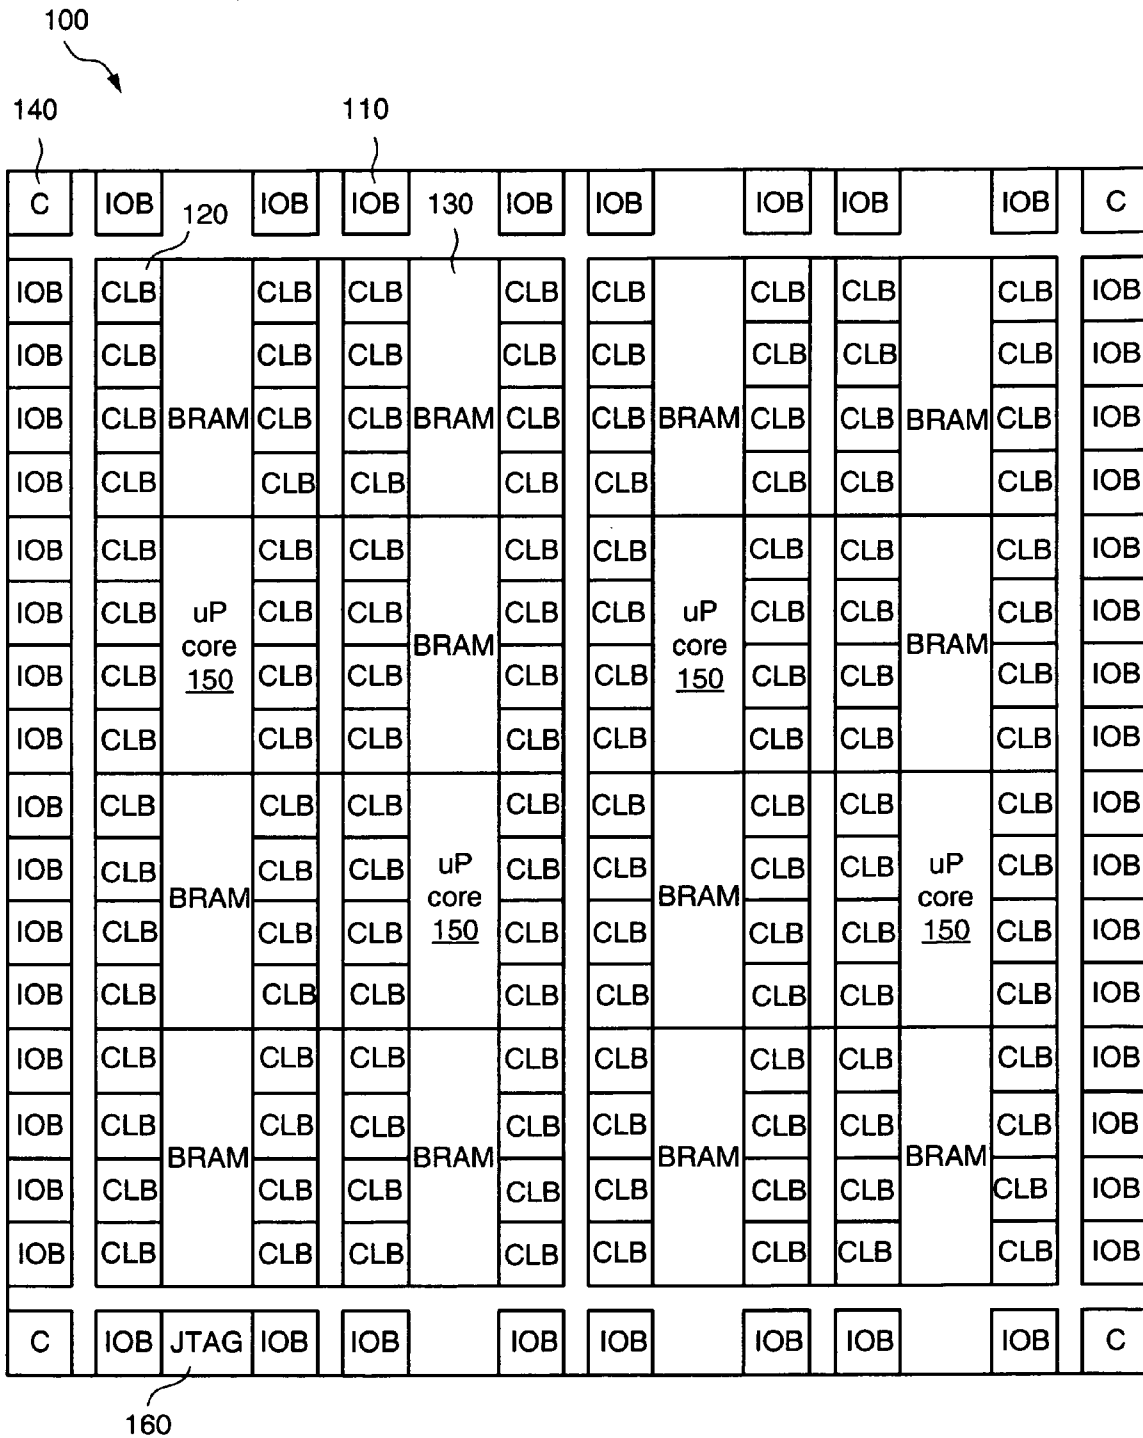 100
140 110
C IOB 120 IOB IOB 130 IOB IOB IOB IOB IOB C
IOB CLB CLB CLB CLB CLB CLB CLB CLB IOB
IOB CLB CLB CLB CLB CLB CLB CLB CLB IOB
IOB CLB BRAM CLB CLB BRAM CLB CLB BRAM CLB CLB BRAM CLB IOB
IOB CLB CLB CLB CLB CLB CLB CLB CLB IOB
IOB CLB CLB CLB CLB CLB CLB CLB CLB IOB
IOB CLB uP CLB CLB CLB CLB uP CLB CLB CLB IOB
IOB CLB core CLB CLB BRAM CLB CLB core CLB CLB BRAM CLB IOB
150 150
IOB CLB CLB CLB CLB CLB CLB CLB CLB IOB
IOB CLB CLB CLB CLB CLB CLB CLB CLB IOB
IOB CLB CLB CLB uP CLB CLB CLB CLB uP CLB IOB
BRAM core BRAM core
IOB CLB CLB CLB 150 CLB CLB CLB CLB 150 CLB IOB
IOB CLB CLB CLB CLB CLB CLB CLB CLB IOB
IOB CLB CLB CLB CLB CLB CLB CLB CLB IOB
IOB CLB CLB CLB CLB CLB CLB CLB CLB IOB
BRAM BRAM BRAM BRAM
IOB CLB CLB CLB CLB CLB CLB CLB CLB IOB
IOB CLB CLB CLB CLB CLB CLB CLB CLB IOB
C IOB JTAG IOB IOB IOB IOB IOB IOB IOB C
160